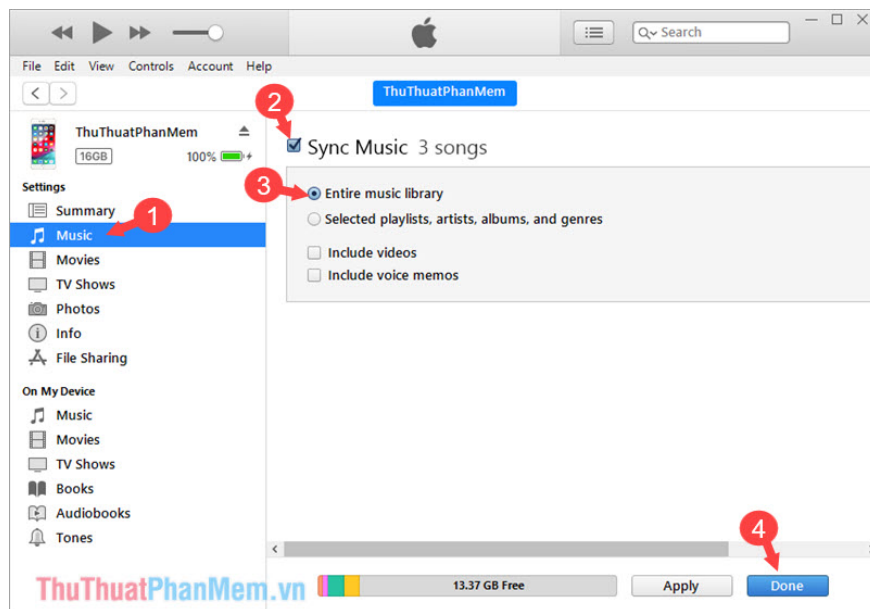 Search
File Edit View Controls Account Help
ThuThuatPhanMem
2
ThuThuatPhanMem
16GB 100%
Sync Music 3 songs
Settings
3
Entire music library
Summary
1
Selected playlists, artists, albums, and genres
Music
Movies
Include videos
TV Shows
Include voice memos
Photos
Info
File Sharing
On My Device
Music
Movies
TV Shows
Books
Audiobooks
Tones
4
ThuThuatPhanMem.vn
13.37 GB Free
Apply
Done